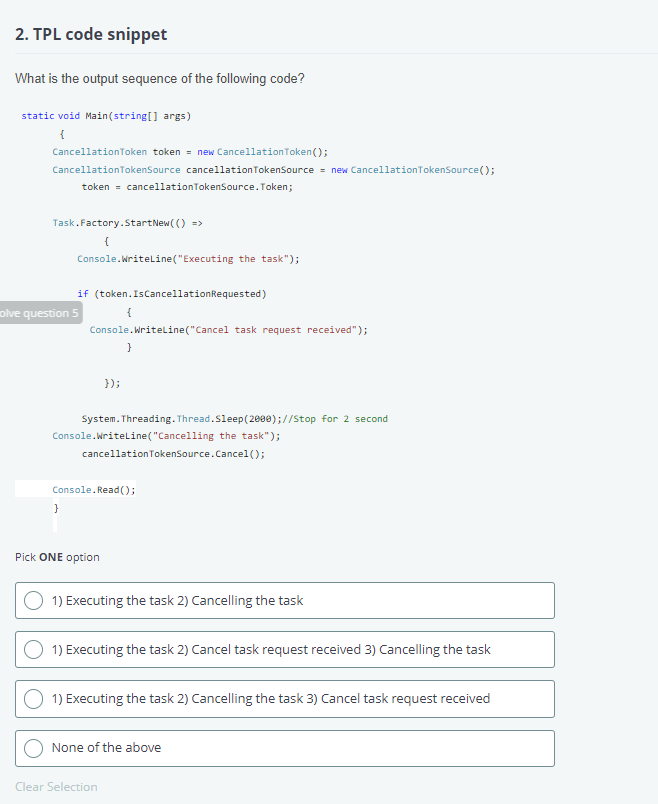 2. TPL code snippet
What is the output sequence of the following code?
static void Main(string[] args)
{
CancellationToken token = new CancellationToken();
CancellationTokenSource cancellationTokenSource = new CancellationTokenSource();
token = cancellationTokenSource.Token;
Task.Factory.StartNew(() =>
{
Console.WriteLine("Executing the task");
if (token.IsCancellationRequested)
olve question 5
{
Console.WriteLine("Cancel task request received");
}
});
System.Threading.Thread.Sleep(2000);//Stop for 2 second
Console.WriteLine("Cancelling the task");
cancellationTokenSource.Cancel();
Console.Read();
}
Pick ONE option
1) Executing the task 2) Cancelling the task
1) Executing the task 2) Cancel task request received 3) Cancelling the task
1) Executing the task 2) Cancelling the task 3) Cancel task request received
None of the above
Clear Selection